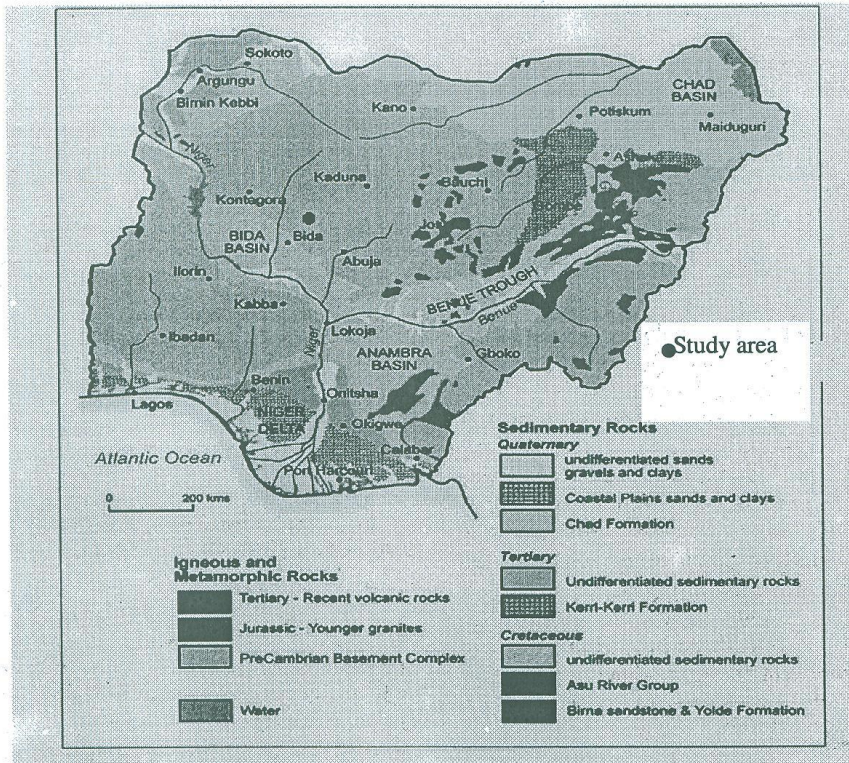 Sokoto
Argungu
Birnin Kebbi
Kano
CHAD
BASIN
Potiskum
Maiduguri
Niger
Kaduna
Bauchi
Kontagora
Jos
BIDA
BASIN
Bida
Abuja
Ilorin
BENUE TROUGH
Kabba
Benue
Lokoja
Niger
Ibadan
ANAMBRA
BASIN
Gboko
Study area
Benin
Onitsha
Lagos
NIGER
DELTA
Okigwe
Calabar
Atlantic Ocean
Port Harcourt
0 200 kms
Igneous and
Metamorphic Rocks
Tertiary - Recent volcanic rocks
Jurassic - Younger granites
PreCambrian Basement Complex
Water
Sedimentary Rocks
Quaternary
undifferentiated sands
gravels and clays
Coastal Plains sands and clays
Chad Formation
Tertiary
Undifferentiated sedimentary rocks
Kerri-Kerri Formation
Cretaceous
undifferentiated sedimentary rocks
Asu River Group
Bima sandstone & Yolde Formation